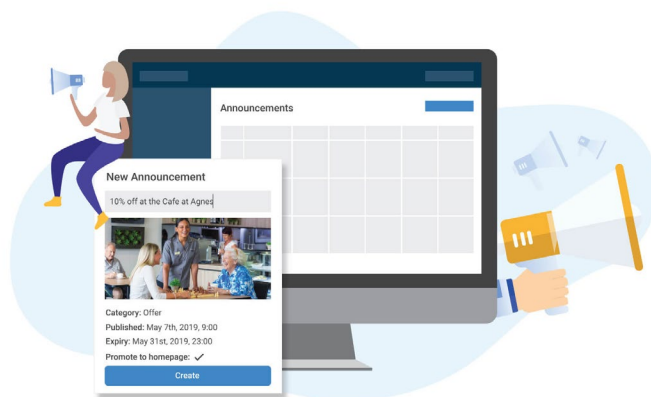 Announcements
New Announcement
10% off at the Cafe at Agnes
Category: Offer
Published: May 7th, 2019, 9:00
Expiry: May 31st, 2019, 23:00
Promote to homepage:
Create